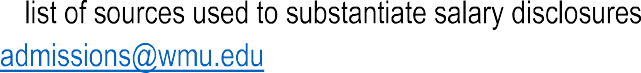 list of sources used to substantiate salary disclosures
admissions@wmu.edu